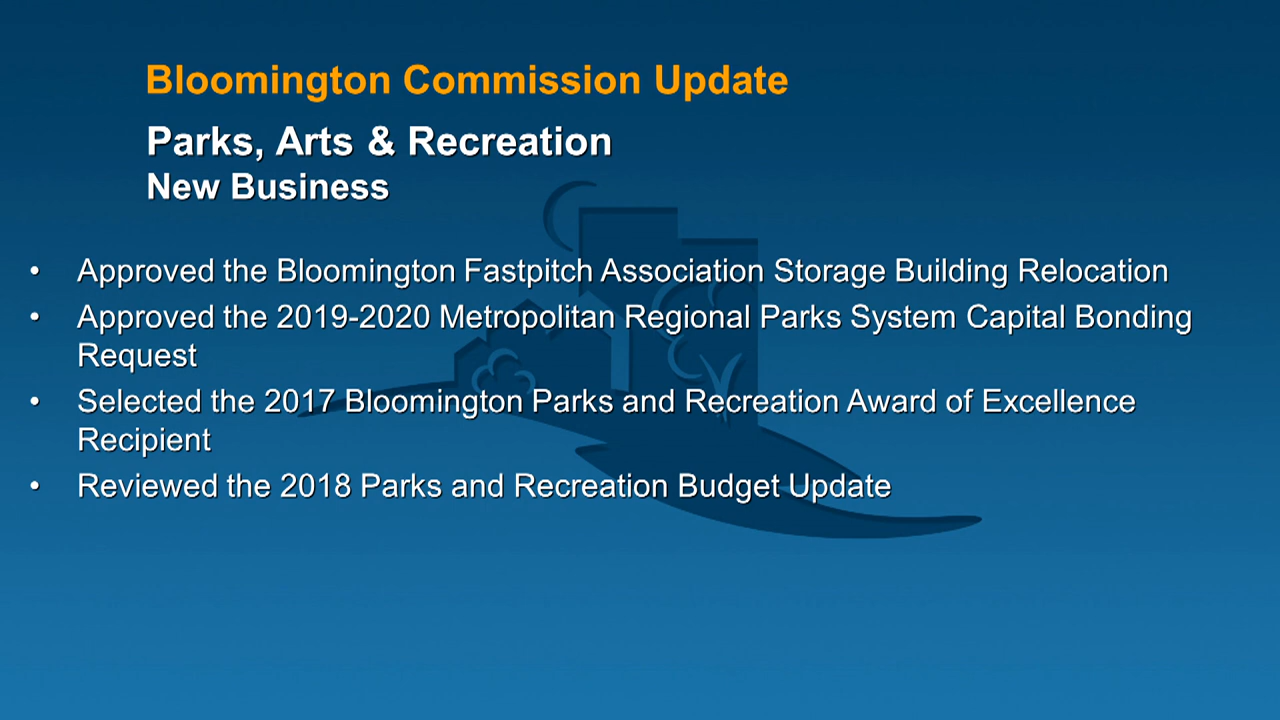 Bloomington Commission Update
Parks, Arts & Recreation
New Business
• Approved the Bloomington Fastpitch Association Storage Building Relocation
• Approved the 2019-2020 Metropolitan Regional Parks System Capital Bonding
Request
• Selected the 2017 Bloomington Parks and Recreation Award of Excellence
Recipient
• Reviewed the 2018 Parks and Recreation Budget Update